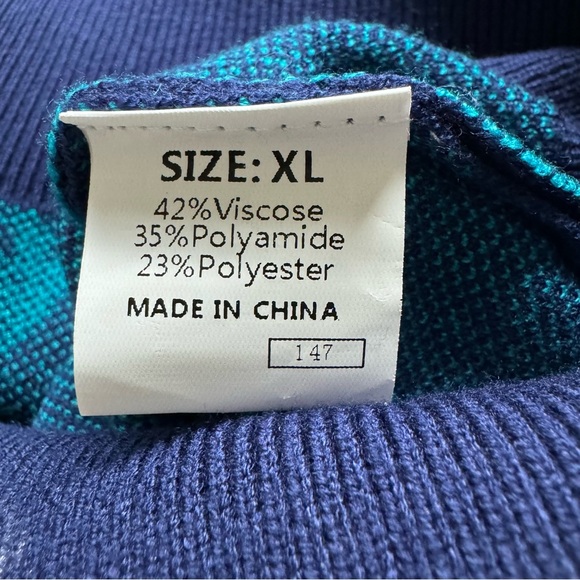 SIZE: XL
42%Viscose
35%Polyamide
23%Polyester
MADE IN CHINA
147